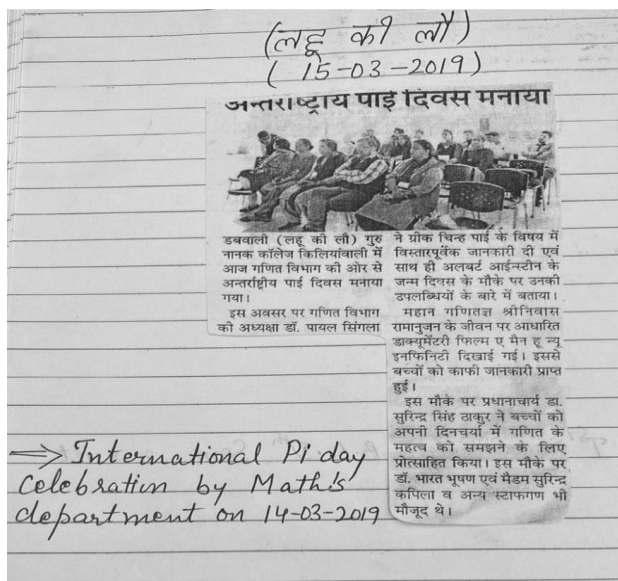 (लहू की लौ)
(15-03-2019)
अन्तर्राष्ट्रीय पाई दिवस मनाया
डबवाली (लहू की लौ) गुरु
नानक कॉलेज किलियांवाली में
आज गणित विभाग की ओर से
अन्तर्राष्ट्रीय पाई दिवस मनाया
गया।
इस अवसर पर गणित विभाग
की अध्यक्षा डॉ. पायल सिंगला
ने ग्रीक चिन्ह पाई के विषय में
विस्तारपूर्वक जानकारी दी एवं
साथ ही अलबर्ट आईन्स्टीन के
जन्म दिवस के मौके पर उनकी
उपलब्धियों के बारे में बताया।
महान गणितज्ञ श्रीनिवास
रामानुजन के जीवन पर आधारित
डाक्यूमेंटरी फिल्म ए मैन हू न्यू
इनफिनिटी दिखाई गई। इससे
बच्चों को काफी जानकारी प्राप्त
हुई।
इस मौके पर प्रधानाचार्य डा.
सुरिन्द्र सिंह ठाकुर ने बच्चों को
अपनी दिनचर्या में गणित के
महत्व को समझने के लिए
प्रोत्साहित किया। इस मौके पर
डॉ. भारत भूषण एवं मैडम सुरिन्द्र
कपिला व अन्य स्टाफगण भी
मौजूद थे।
⇒ International Pi day
celebration by Math's
department on 14-03-2019